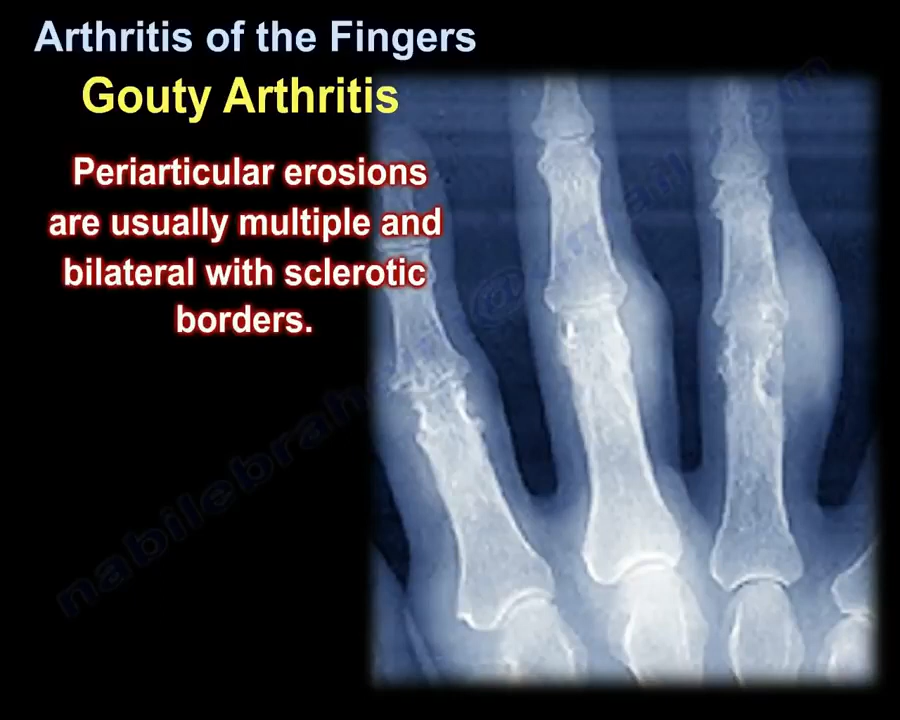 Arthritis of the Fingers
Gouty Arthritis
Periarticular erosions
are usually multiple and
bilateral with sclerotic
borders.